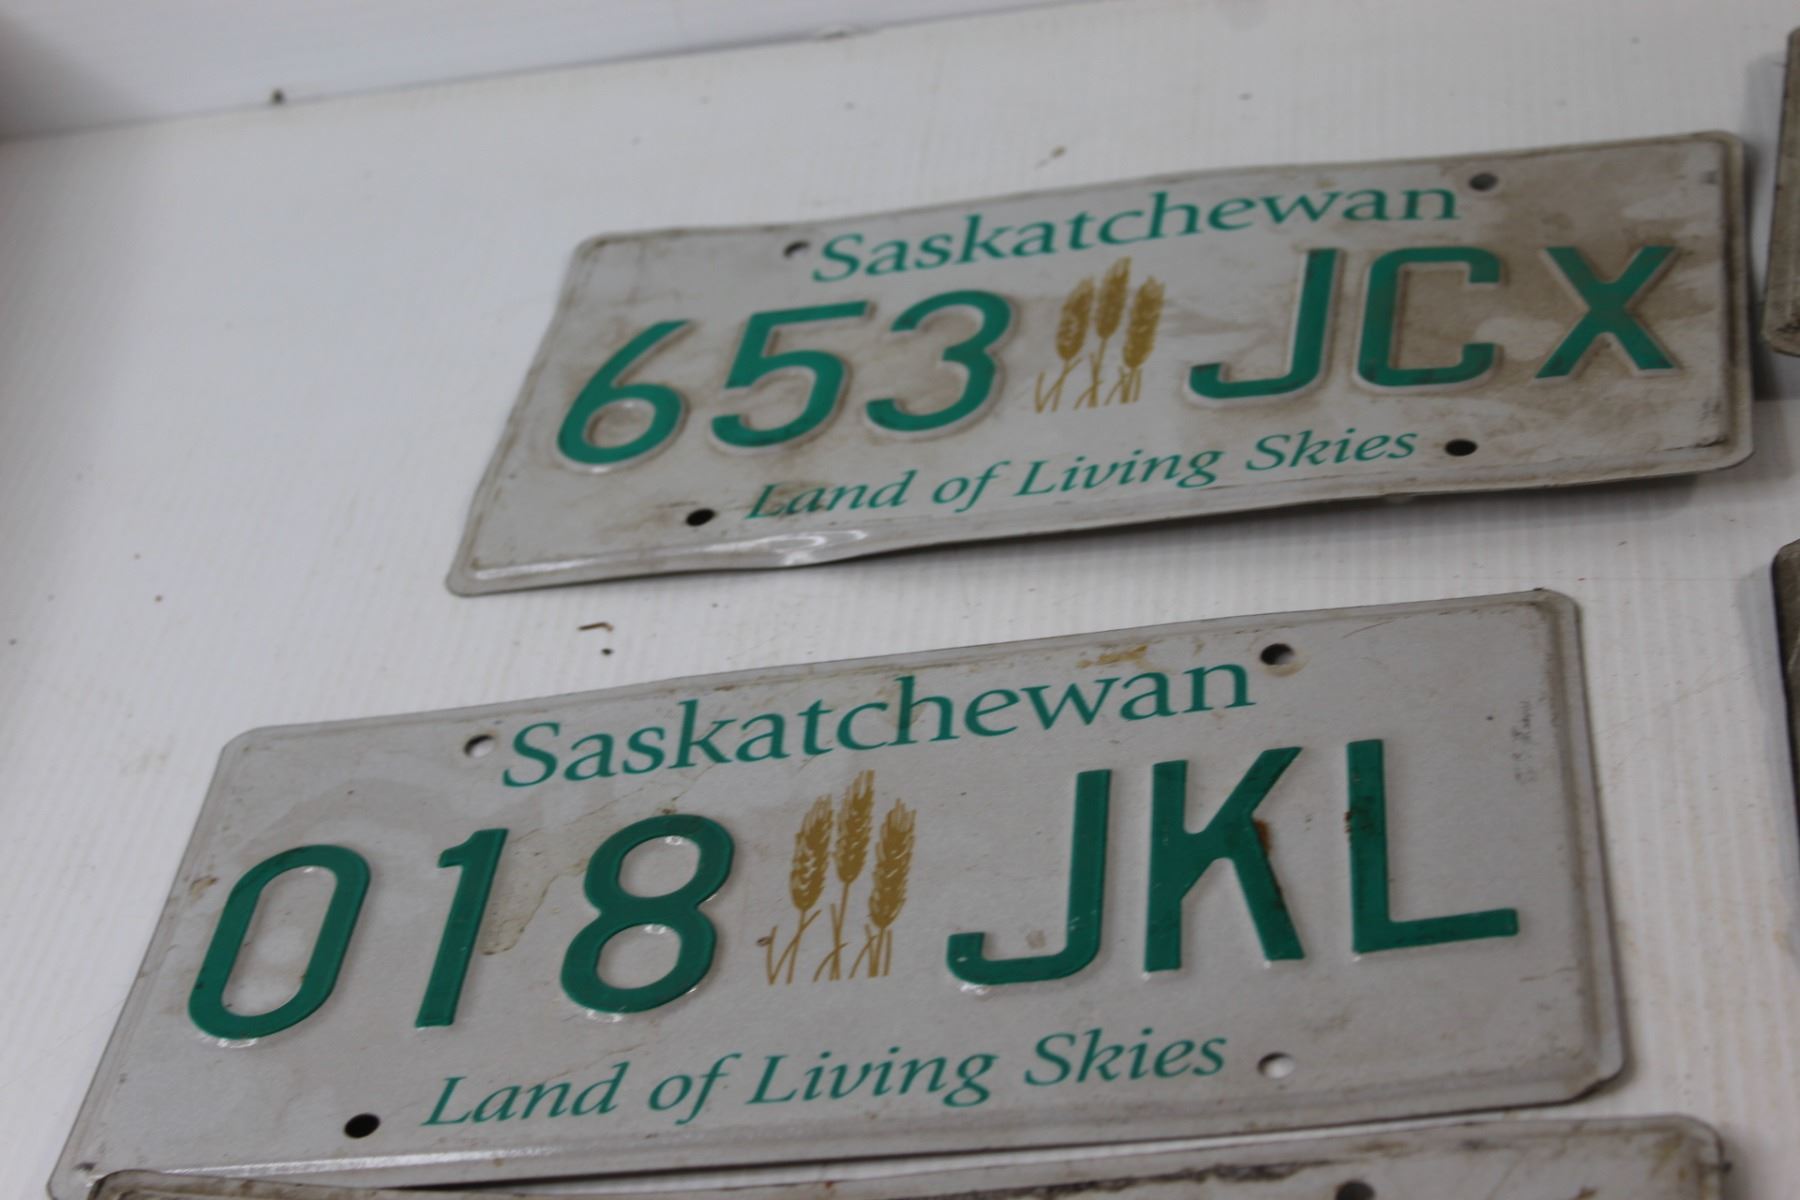 Saskatchewan
653 JCX
Land of Living Skies
Saskatchewan
018 JKL
Land of Living Skies